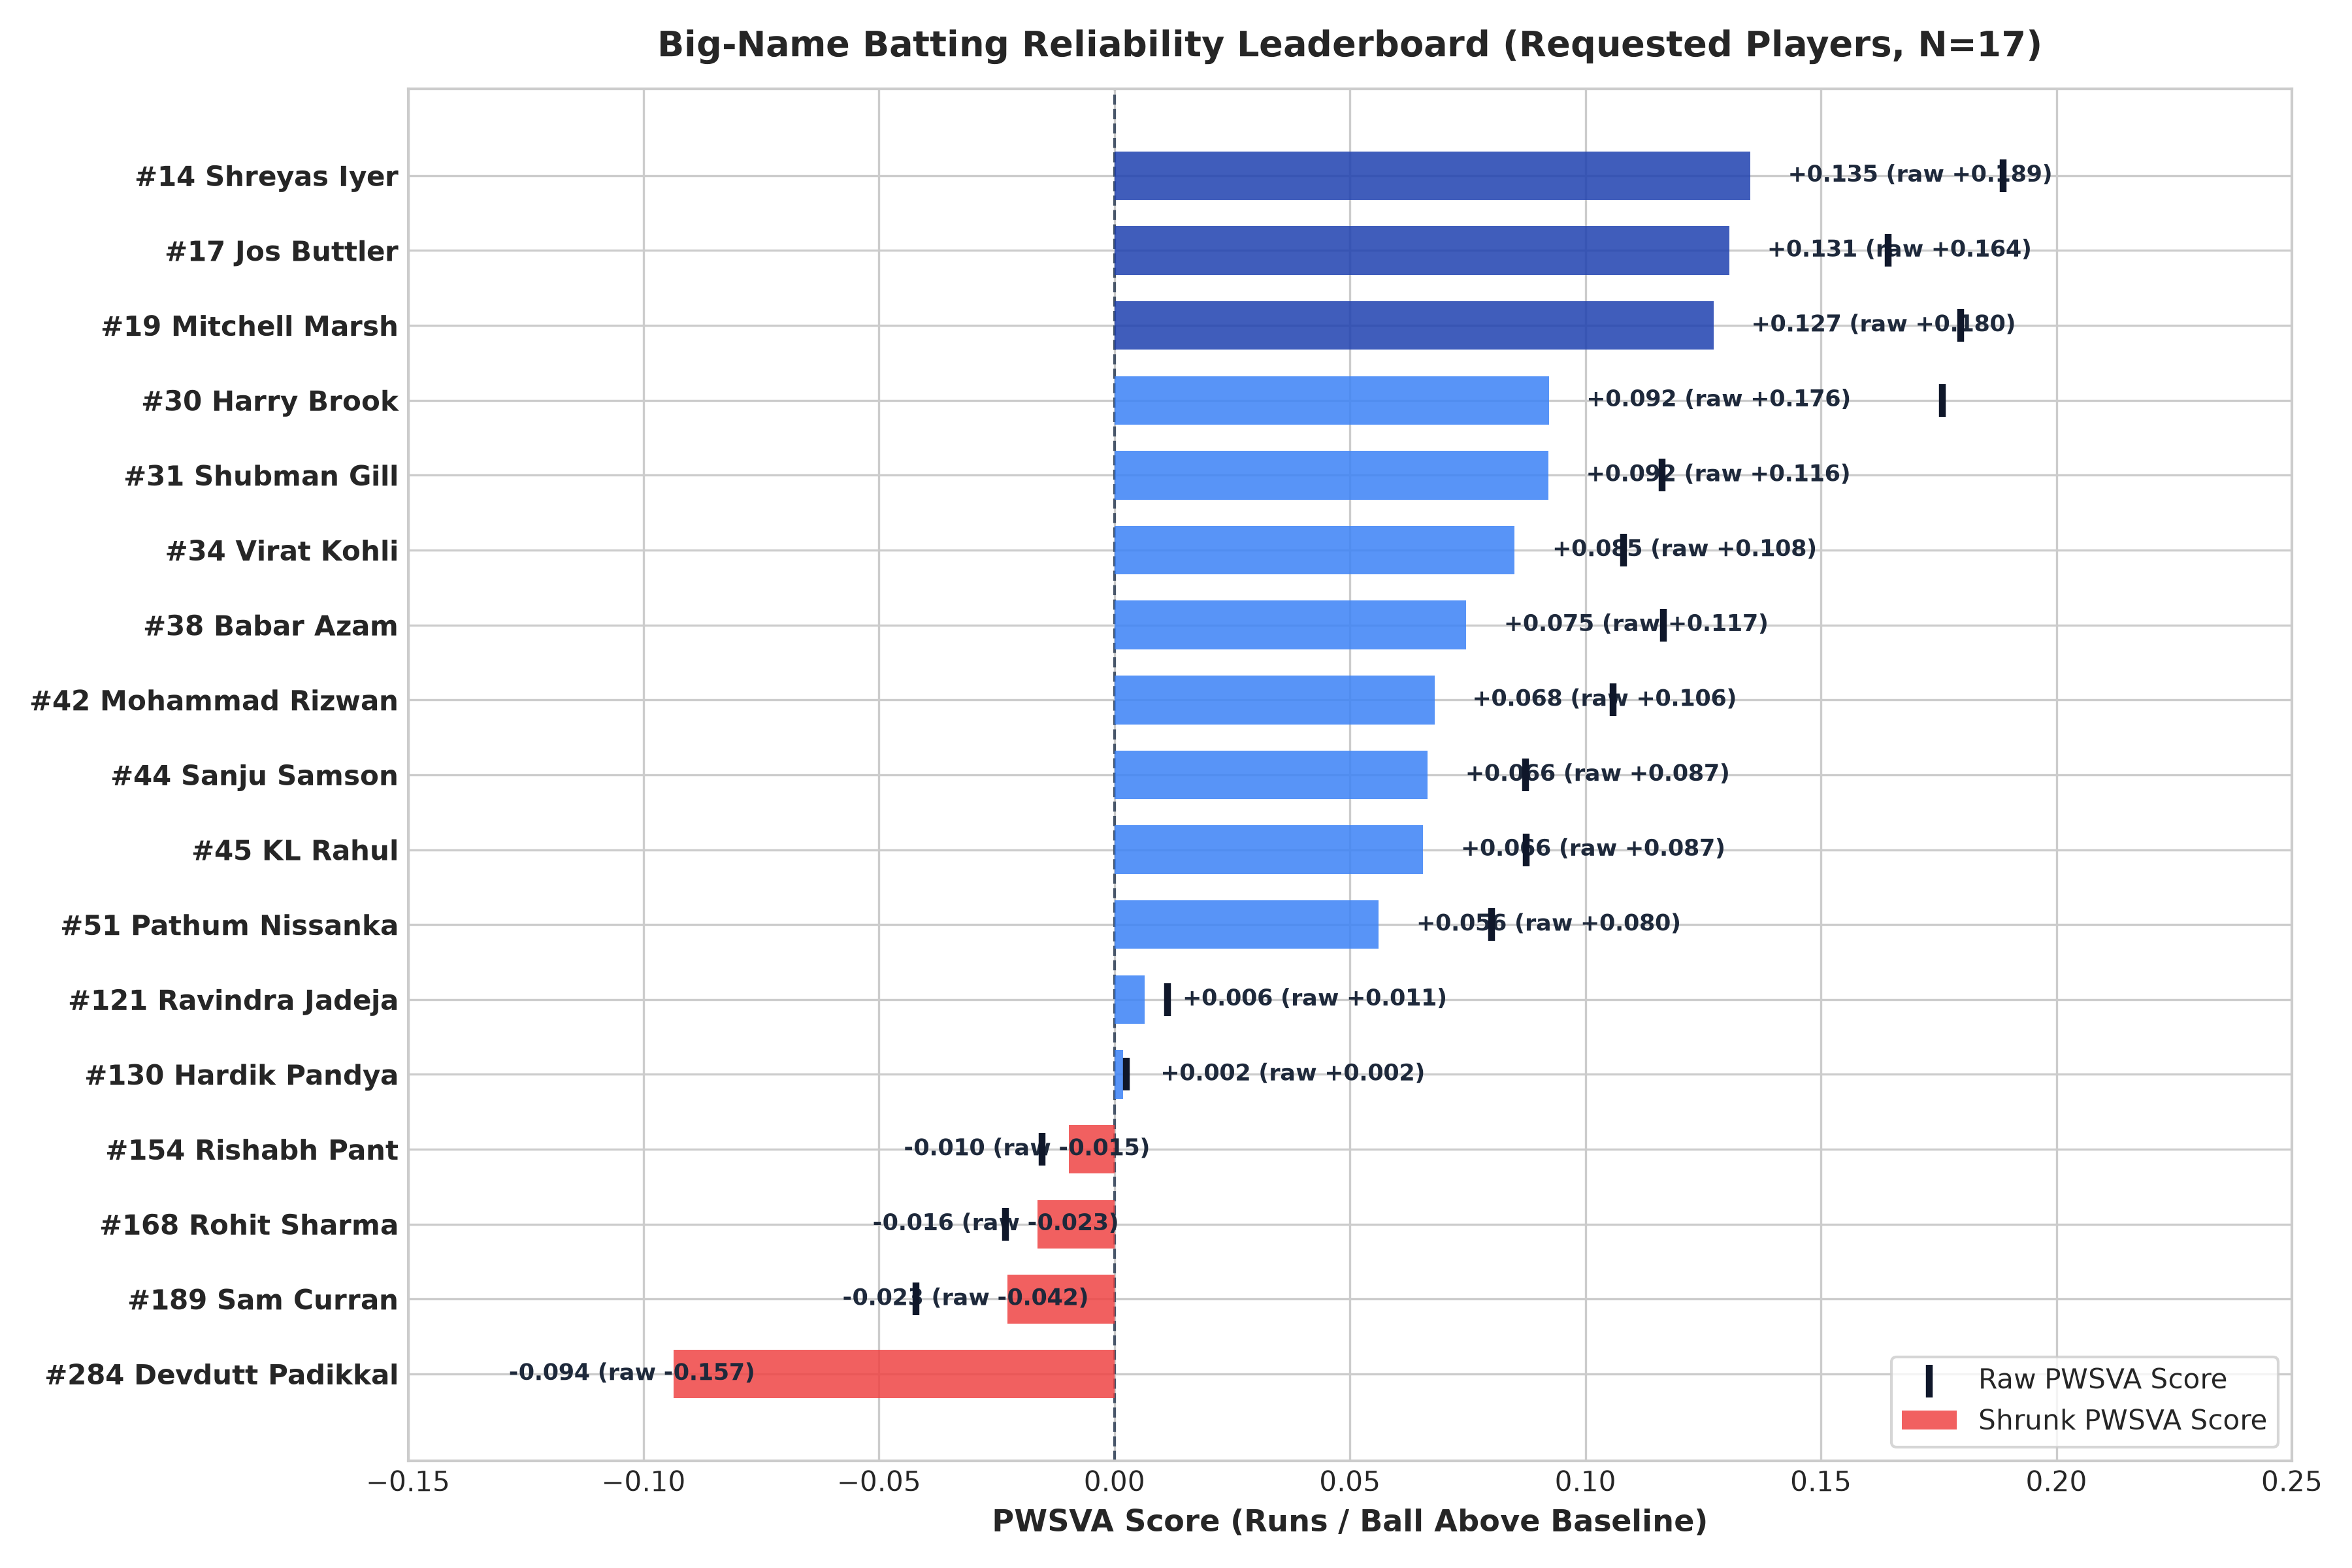 Big-Name Batting Reliability Leaderboard (Requested Players, N=17)
#14 Shreyas Iyer +0.135 (raw +0.189)
#17 Jos Buttler +0.131 (raw +0.164)
#19 Mitchell Marsh +0.127 (raw +0.180)
#30 Harry Brook +0.092 (raw +0.176)
#31 Shubman Gill +0.092 (raw +0.116)
#34 Virat Kohli +0.085 (raw +0.108)
#38 Babar Azam +0.075 (raw +0.117)
#42 Mohammad Rizwan +0.068 (raw +0.106)
#44 Sanju Samson +0.066 (raw +0.087)
#45 KL Rahul +0.066 (raw +0.087)
#51 Pathum Nissanka +0.056 (raw +0.080)
#121 Ravindra Jadeja +0.006 (raw +0.011)
#130 Hardik Pandya +0.002 (raw +0.002)
#154 Rishabh Pant -0.010 (raw -0.015)
#168 Rohit Sharma -0.016 (raw -0.023)
#189 Sam Curran -0.023 (raw -0.042)
#284 Devdutt Padikkal -0.094 (raw -0.157)
Raw PWSVA Score
Shrunk PWSVA Score
−0.15 −0.10 −0.05 0.00 0.05 0.10 0.15 0.20 0.25
PWSVA Score (Runs / Ball Above Baseline)